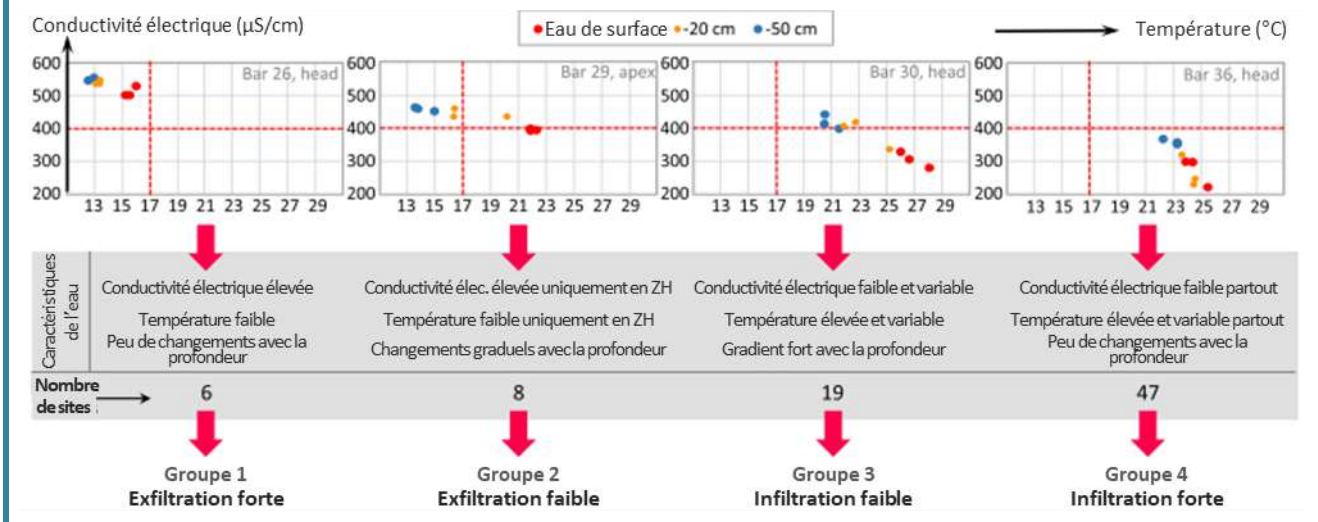 Conductivité électrique (µS/cm)
Eau de surface -20 cm -50 cm
Température (°C)
600
500
400
300
200
Bar 26, head
13 15 17 19 21 23 25 27 29
600
500
400
300
200
Bar 29, apex
13 15 17 19 21 23 25 27 29
600
500
400
300
200
Bar 30, head
13 15 17 19 21 23 25 27 29
600
500
400
300
200
Bar 36, head
13 15 17 19 21 23 25 27 29
Caractéristiques
de l'eau
Conductivité électrique élevée
Température faible
Peu de changements avec la
profondeur
Conductivité élec. élevée uniquement en ZH
Température faible uniquement en ZH
Changements graduels avec la profondeur
Conductivité électrique faible et variable
Température élevée et variable
Gradient fort avec la profondeur
Conductivité électrique faible partout
Température élevée et variable partout
Peu de changements avec la
profondeur
Nombre
de sites
6
8
19
47
Groupe 1
Exfiltration forte
Groupe 2
Exfiltration faible
Groupe 3
Infiltration faible
Groupe 4
Infiltration forte